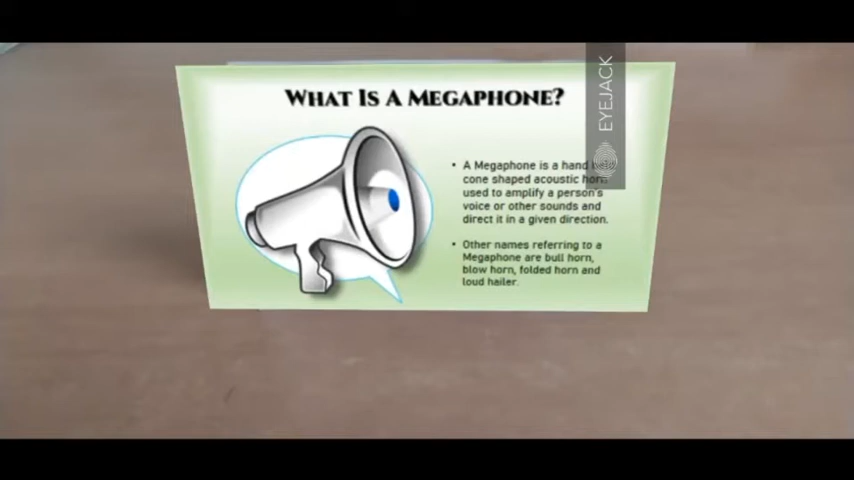 WHAT IS A MEGAPHONE?
EYEJACK
• A Megaphone is a hand
cone shaped acoustic horn
used to amplify a person's
voice or other sounds and
direct it in a given direction.
• Other names referring to a
Megaphone are bull horn,
blow horn, folded horn and
loud hailer.